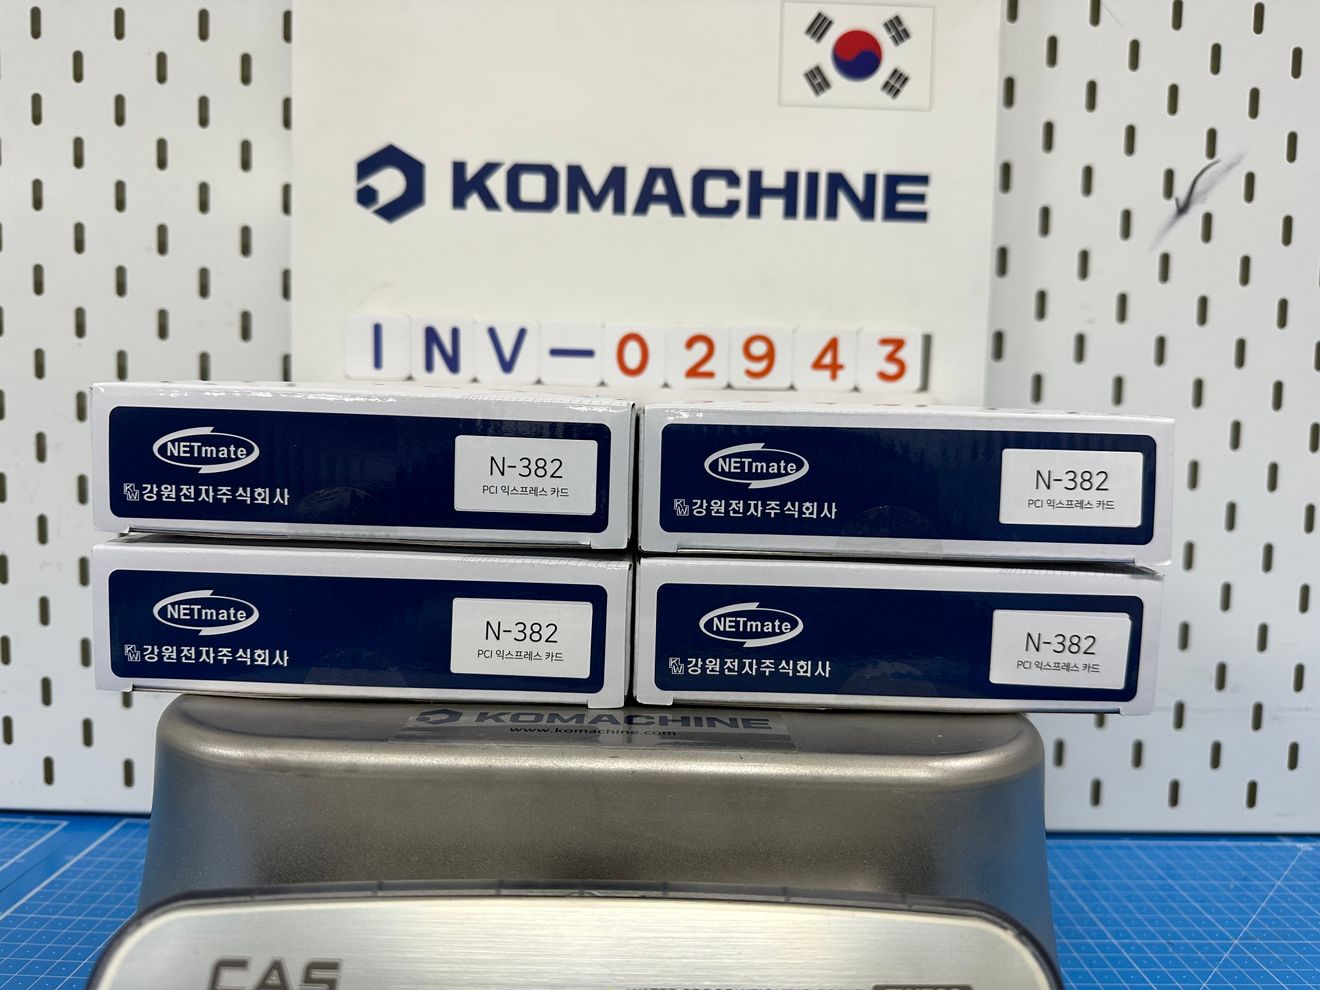 KOMACHINE
INV-02943
NETmate
강원전자주식회사
N-382
PCI 익스프레스 카드
NETmate
강원전자주식회사
N-382
PCI 익스프레스 카드
NETmate
강원전자주식회사
N-382
PCI 익스프레스 카드
NETmate
강원전자주식회사
N-382
PCI 익스프레스 카드
KOMACHINE
www.komachine.com
CAS